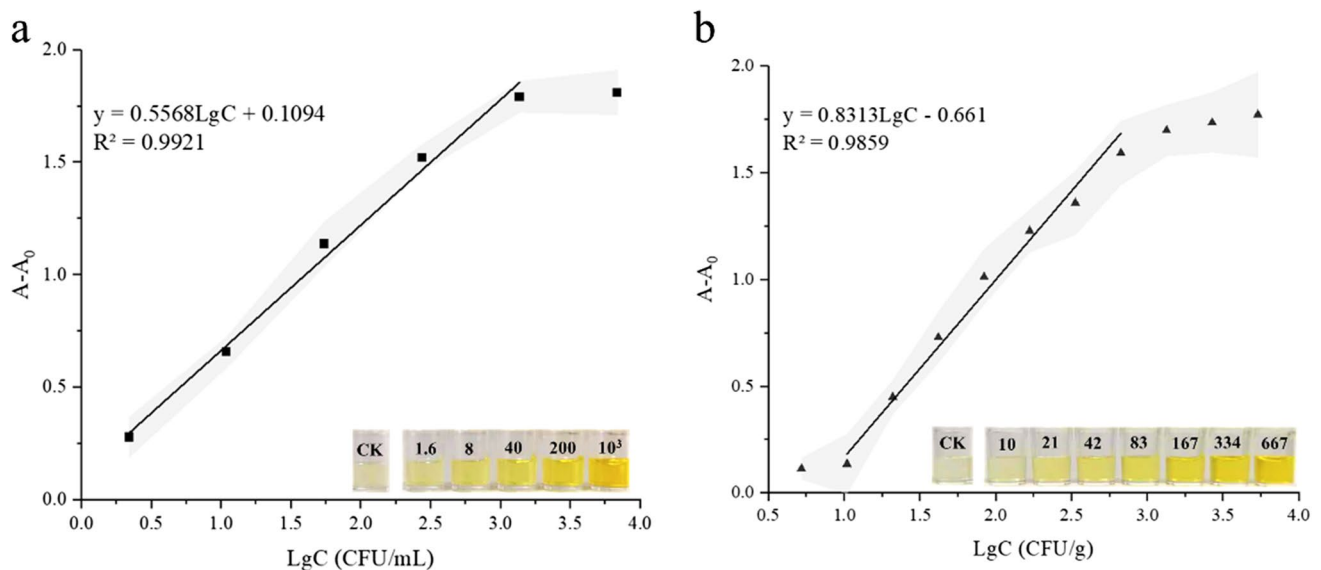 a
2.0
1.5
1.0
0.5
0.0
A-A₀
y = 0.5568LgC + 0.1094
R² = 0.9921
CK 1.6 8 40 200 10³
0.0 0.5 1.0 1.5 2.0 2.5 3.0 3.5 4.0
LgC (CFU/mL)
b
2.0
1.5
1.0
0.5
0.0
A-A₀
y = 0.8313LgC - 0.661
R² = 0.9859
CK 10 21 42 83 167 334 667
0.5 1.0 1.5 2.0 2.5 3.0 3.5 4.0
LgC (CFU/g)